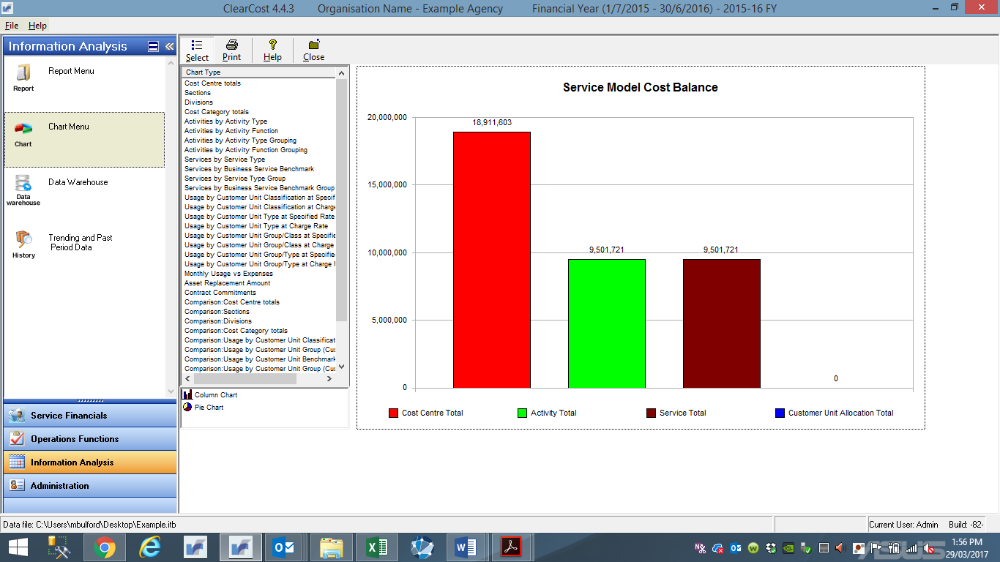 ClearCost 4.4.3 Organisation Name - Example Agency Financial Year (1/7/2015 - 30/6/2016) - 2015-16 FY
File Help
Information Analysis
Report Menu
Report
Chart Menu
Chart
Data Warehouse
Data
warehouse
Trending and Past
Period Data
History
Service Financials
Operations Functions
Information Analysis
Administration
Select Print Help Close
Chart Type
Cost Centre totals
Sections
Divisions
Cost Category totals
Activities by Activity Type
Activities by Activity Function
Activities by Activity Type Grouping
Activities by Activity Function Grouping
Services by Service Type
Services by Business Service Benchmark
Services by Service Type Group
Services by Business Service Benchmark Group
Usage by Customer Unit Classification at Specif
Usage by Customer Unit Classification at Charge
Usage by Customer Unit Type at Specified Rate
Usage by Customer Unit Type at Charge Rate
Usage by Customer Unit Group/Class at Specifie
Usage by Customer Unit Group/Class at Charge
Usage by Customer Unit Group/Type at Specifie
Usage by Customer Unit Group/Type at Charge
Monthly Usage vs Expenses
Asset Replacement Amount
Contract Commitments
Comparison:Cost Centre totals
Comparison:Sections
Comparison:Divisions
Comparison:Cost Category totals
Comparison:Usage by Customer Unit Classificat
Comparison:Usage by Customer Unit Group (Cus
Comparison:Usage by Customer Unit Benchmark
Comparison:Usage by Customer Unit Group (Cus
Column Chart
Pie Chart
Service Model Cost Balance
20,000,000
15,000,000
10,000,000
5,000,000
0
18,911,603
9,501,721
9,501,721
0
Cost Centre Total Activity Total Service Total Customer Unit Allocation Total
Data file: C:\Users\mbulford\Desktop\Example.itb
Current User: Admin Build: -82-
1:56 PM
29/03/2017